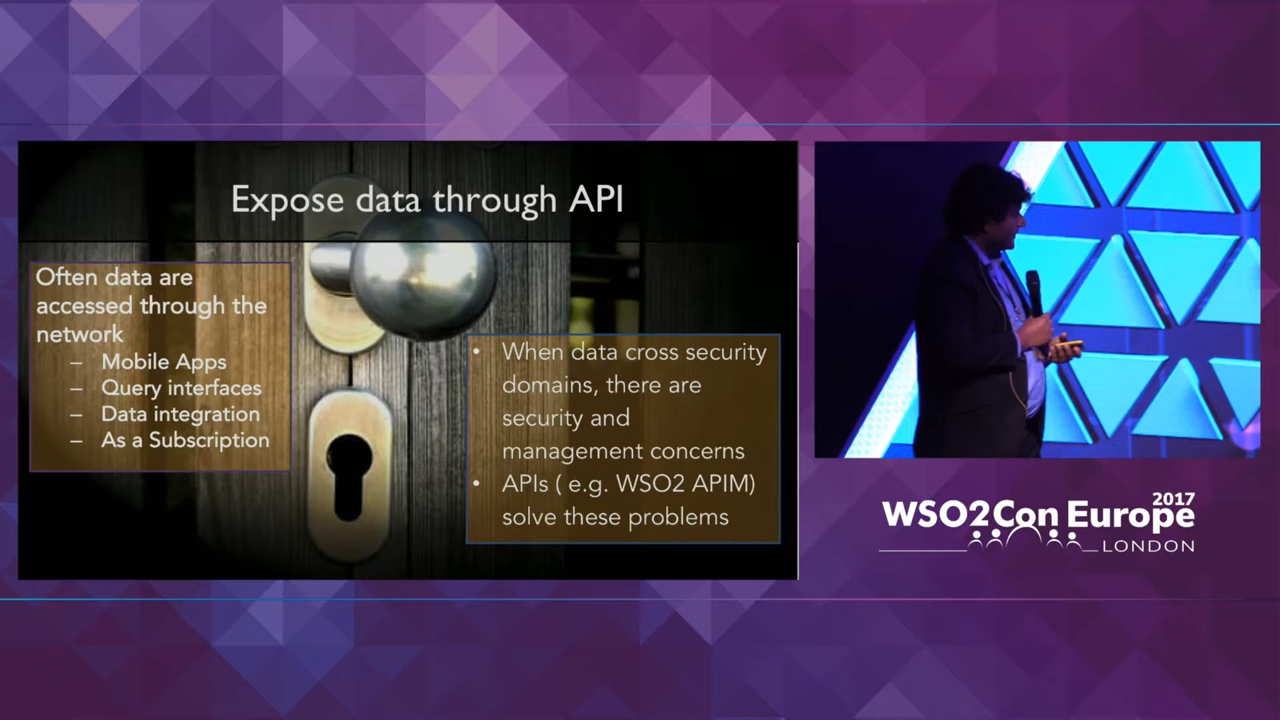 Expose data through API
Often data are
accessed through the
network
– Mobile Apps
– Query interfaces
– Data integration
– As a Subscription
• When data cross security
domains, there are
security and
management concerns
• APIs ( e.g. WSO2 APIM)
solve these problems
2017
WSO2Con Europe
LONDON